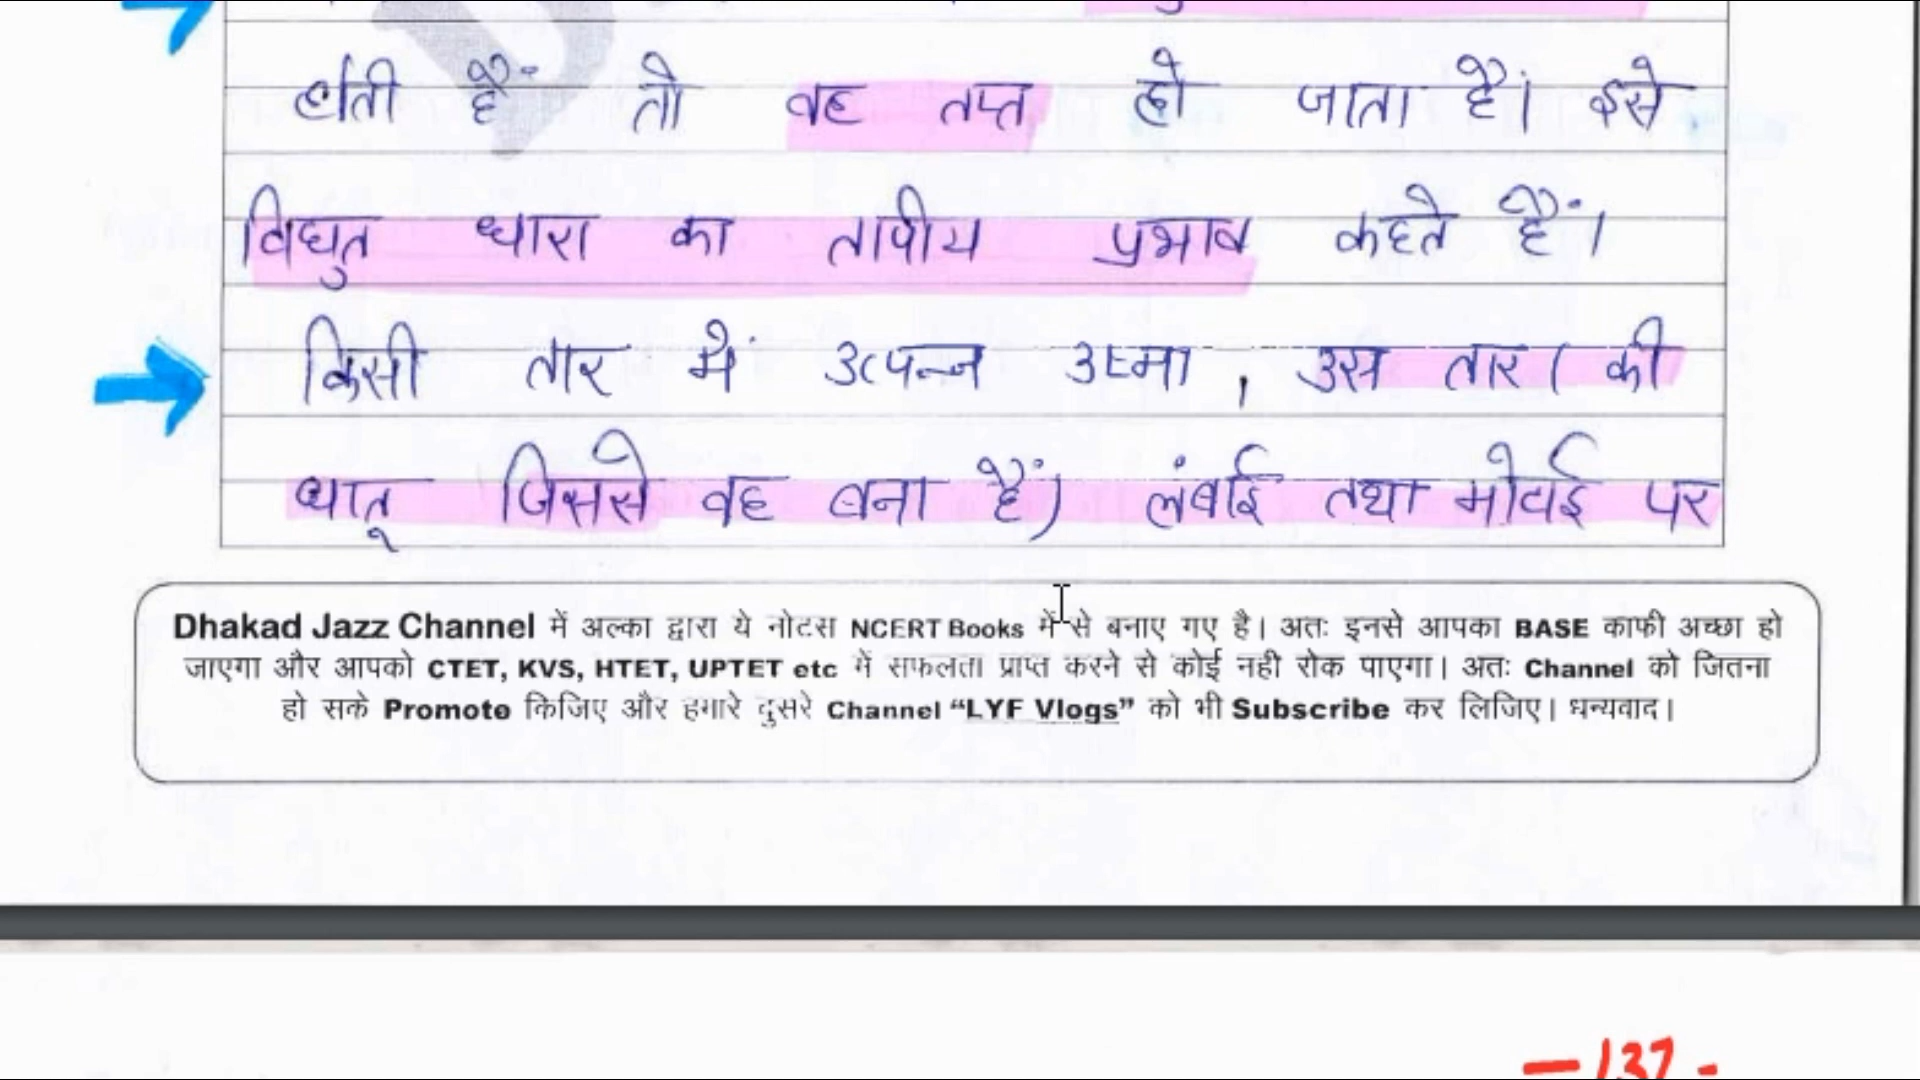 होती हैं तो वह तप्त हो जाता है। इसे
विद्युत धारा का तापीय प्रभाव कहते हैं।
किसी तार में उत्पन्न उष्मा, उस तार ( की
धातू जिससे वह बना हैं) लंबाई तथा मोटाई पर
Dhakad Jazz Channel में अल्का द्वारा ये नोटस NCERT Books में से बनाए गए है। अतः इनसे आपका BASE काफी अच्छा हो
जाएगा और आपको CTET, KVS, HTET, UPTET etc में सफलता प्राप्त करने से कोई नही रोक पाएगा। अतः Channel को जितना
हो सके Promote किजिए और हमारे दुसरे Channel “LYF Vlogs” को भी Subscribe कर लिजिए। धन्यवाद।
- 137 -